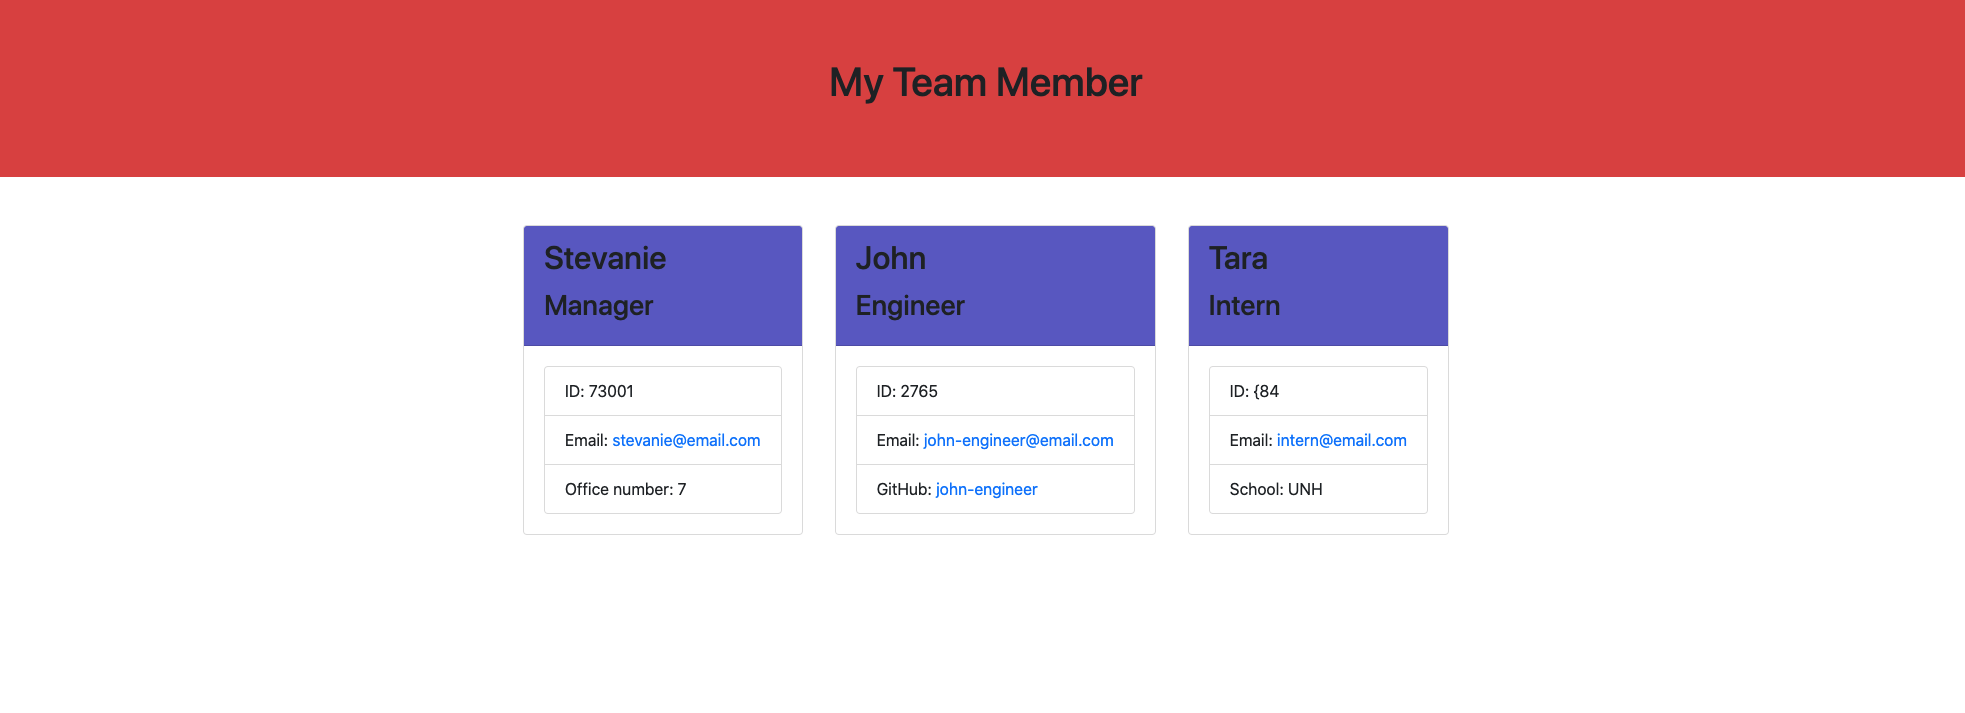 My Team Member
Stevanie
Manager
ID: 73001
Email: stevanie@email.com
Office number: 7
John
Engineer
ID: 2765
Email: john-engineer@email.com
GitHub: john-engineer
Tara
Intern
ID: {84
Email: intern@email.com
School: UNH